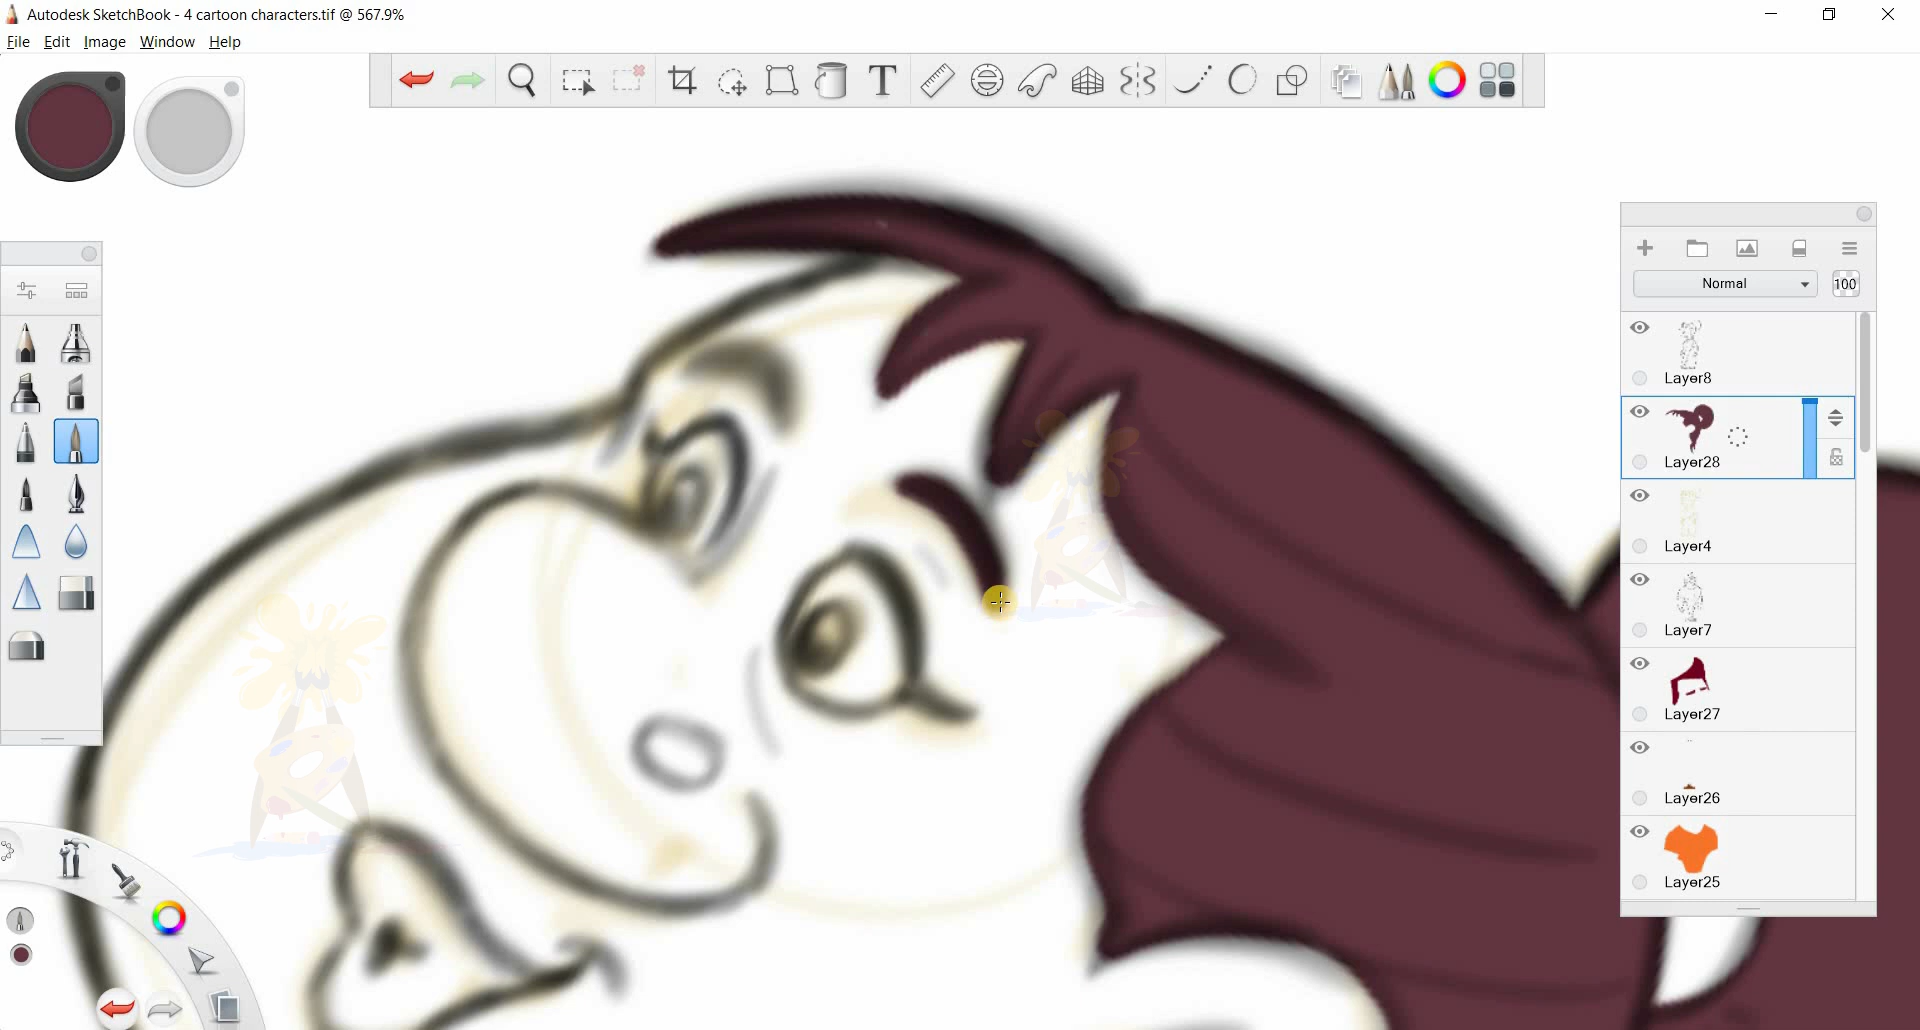 Autodesk SketchBook - 4 cartoon characters.tif @ 567.9%
File Edit Image Window Help
T
Normal
100
Layer8
Layer28
Layer4
Layer7
Layer27
Layer26
Layer25